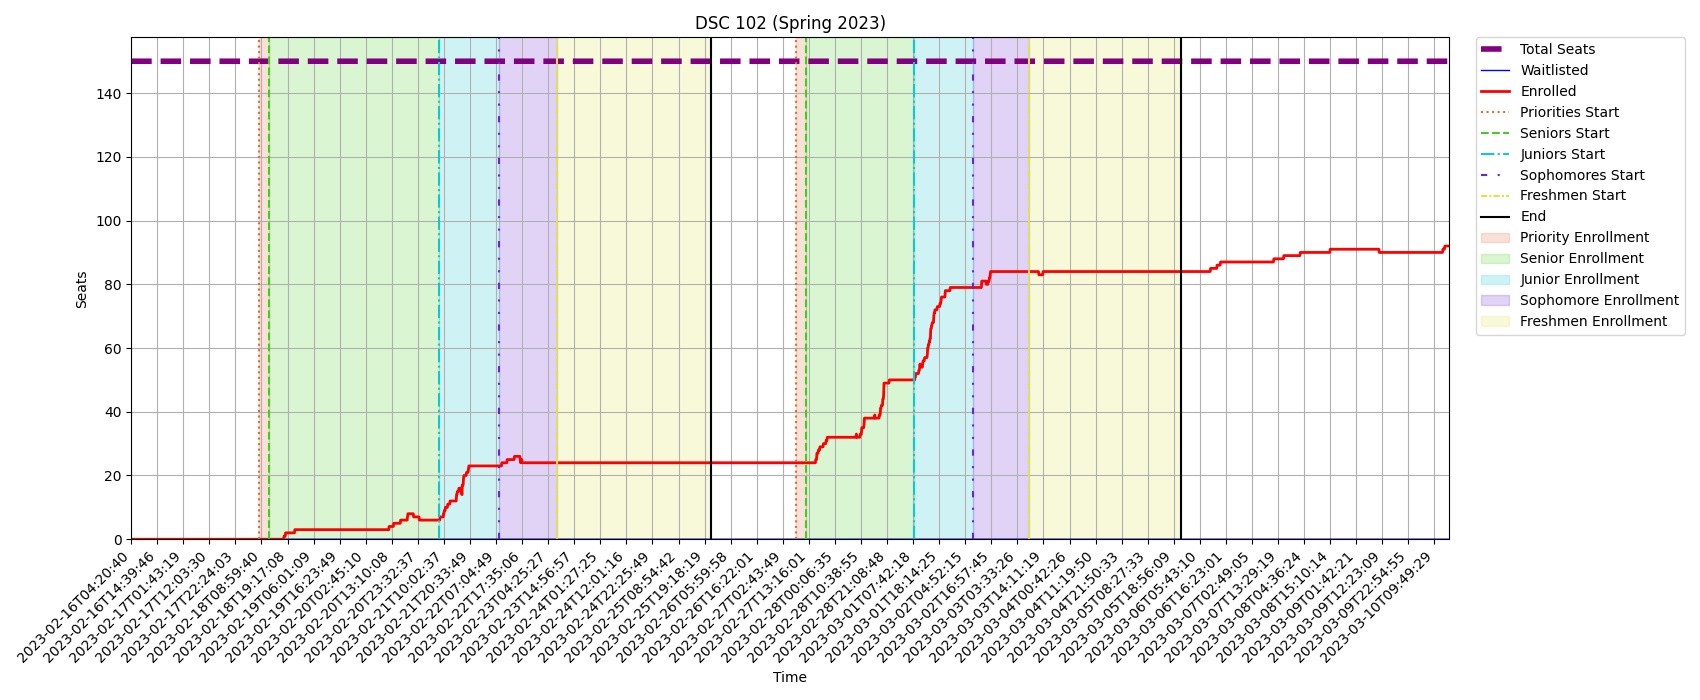 DSC 102 (Spring 2023)
Seats
140
120
100
80
60
40
20
0
2023-02-16T04:20:40
2023-02-16T14:39:46
2023-02-17T01:43:19
2023-02-17T12:03:30
2023-02-17T22:24:03
2023-02-18T08:59:40
2023-02-18T19:17:08
2023-02-19T06:01:09
2023-02-19T16:23:49
2023-02-20T02:45:10
2023-02-20T13:10:08
2023-02-20T23:32:37
2023-02-21T10:02:37
2023-02-21T20:33:49
2023-02-22T07:04:49
2023-02-22T17:35:06
2023-02-23T04:25:27
2023-02-23T14:56:57
2023-02-24T01:27:25
2023-02-24T12:01:16
2023-02-24T22:25:49
2023-02-25T08:54:42
2023-02-25T19:18:19
2023-02-26T05:59:58
2023-02-26T16:22:01
2023-02-27T02:43:49
2023-02-27T13:16:01
2023-02-28T00:06:35
2023-02-28T10:38:55
2023-02-28T21:08:48
2023-03-01T07:42:18
2023-03-01T18:14:25
2023-03-02T04:52:15
2023-03-02T16:57:45
2023-03-03T03:33:26
2023-03-03T14:11:19
2023-03-04T00:42:26
2023-03-04T11:19:50
2023-03-04T21:50:33
2023-03-05T08:27:33
2023-03-05T18:56:09
2023-03-06T05:43:10
2023-03-06T16:23:01
2023-03-07T02:49:05
2023-03-07T13:29:19
2023-03-08T04:36:24
2023-03-08T15:10:14
2023-03-09T01:42:21
2023-03-09T12:23:09
2023-03-09T22:54:55
2023-03-10T09:49:29
Time
Total Seats
Waitlisted
Enrolled
Priorities Start
Seniors Start
Juniors Start
Sophomores Start
Freshmen Start
End
Priority Enrollment
Senior Enrollment
Junior Enrollment
Sophomore Enrollment
Freshmen Enrollment